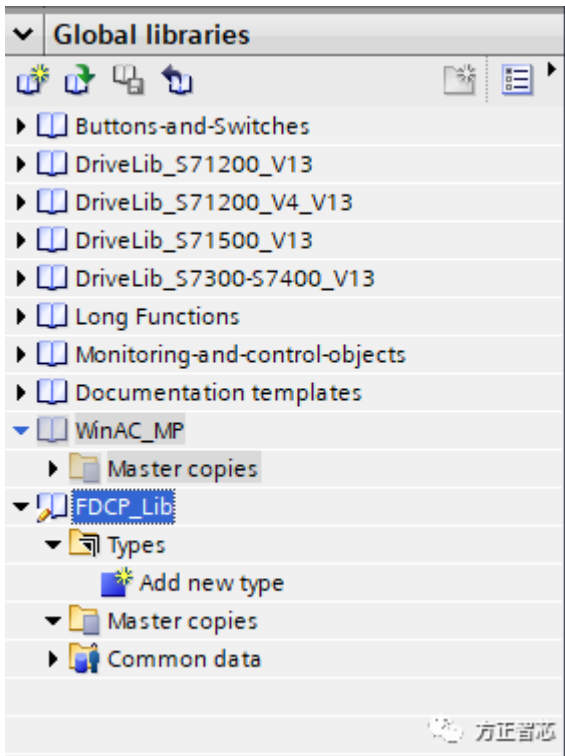 Global libraries
Buttons-and-Switches
DriveLib_S71200_V13
DriveLib_S71200_V4_V13
DriveLib_S71500_V13
DriveLib_S7300-S7400_V13
Long Functions
Monitoring-and-control-objects
Documentation templates
WinAC_MP
Master copies
FDCP_Lib
Types
Add new type
Master copies
Common data
方正智芯